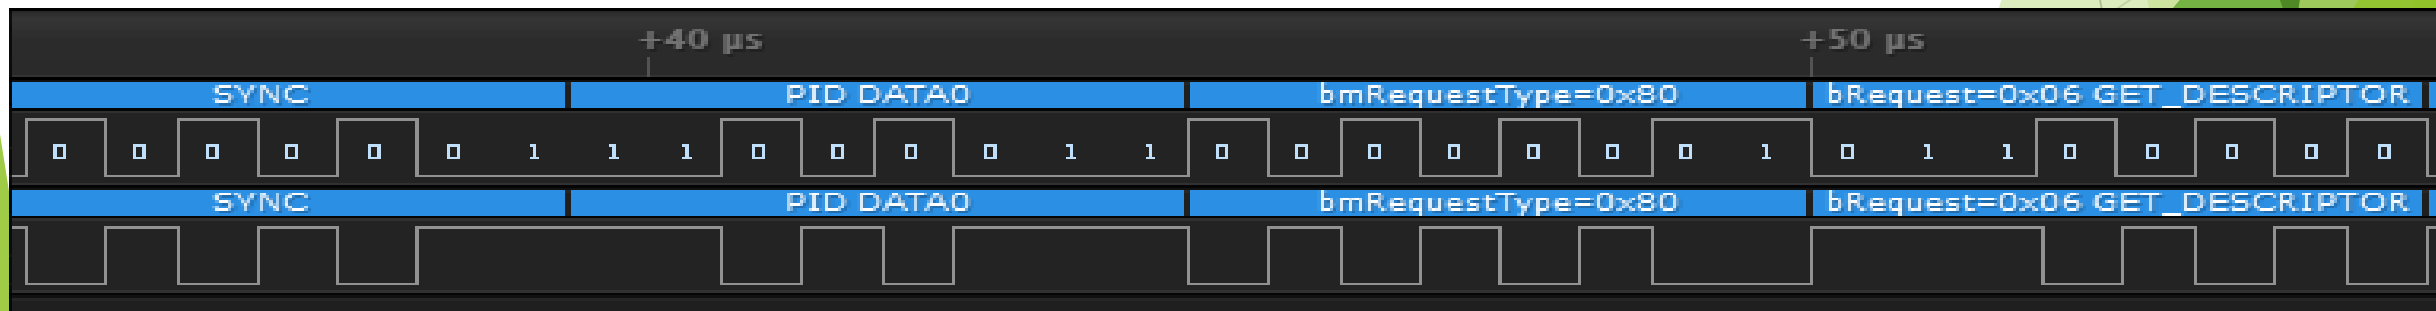 +40 µs +50 µs
SYNC PID DATA0 bmRequestType=0x80 bRequest=0x06 GET_DESCRIPTOR
0 0 0 0 0 0 1 1 1 0 0 0 0 1 1 0 0 0 0 0 0 0 1 0 1 1 0 0 0 0 0
SYNC PID DATA0 bmRequestType=0x80 bRequest=0x06 GET_DESCRIPTOR